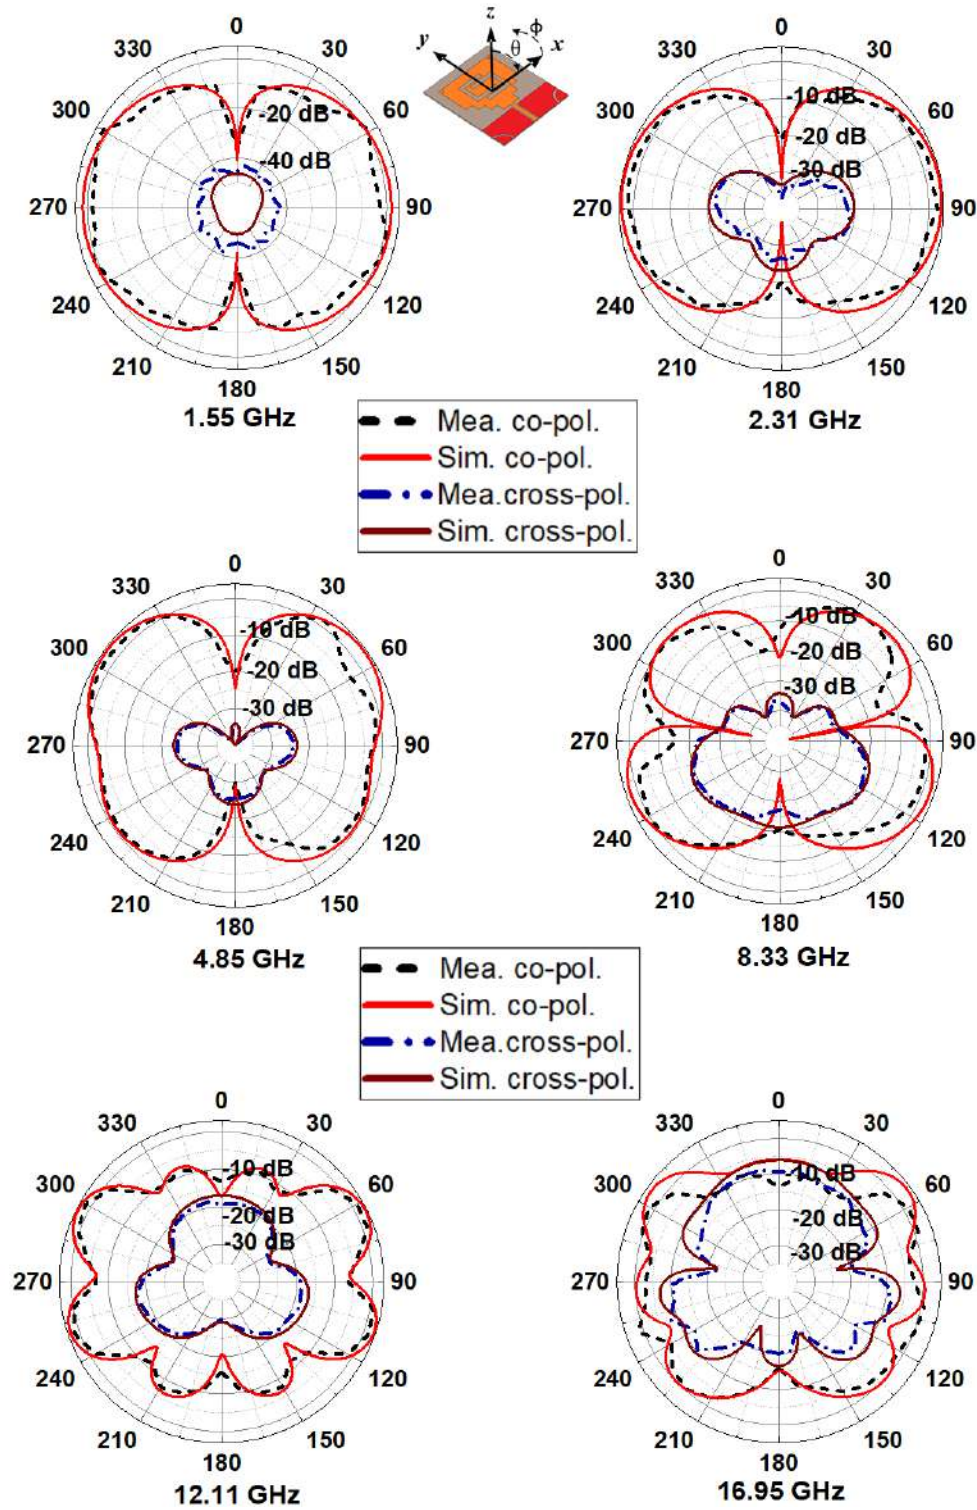 0
330
30
300
60
-20 dB
-40 dB
270
90
240
120
210
150
180
1.55 GHz
z
ϕ
y
θ
x
0
330
30
300
60
-10 dB
-20 dB
-30 dB
270
90
240
120
210
150
180
2.31 GHz
Mea. co-pol.
Sim. co-pol.
Mea.cross-pol.
Sim. cross-pol.
0
330
30
300
60
-10 dB
-20 dB
-30 dB
270
90
240
120
210
150
180
4.85 GHz
0
330
30
300
60
-10 dB
-20 dB
-30 dB
270
90
240
120
210
150
180
8.33 GHz
Mea. co-pol.
Sim. co-pol.
Mea.cross-pol.
Sim. cross-pol.
0
330
30
300
60
-10 dB
-20 dB
-30 dB
270
90
240
120
210
150
180
12.11 GHz
0
330
30
300
60
-10 dB
-20 dB
-30 dB
270
90
240
120
210
150
180
16.95 GHz